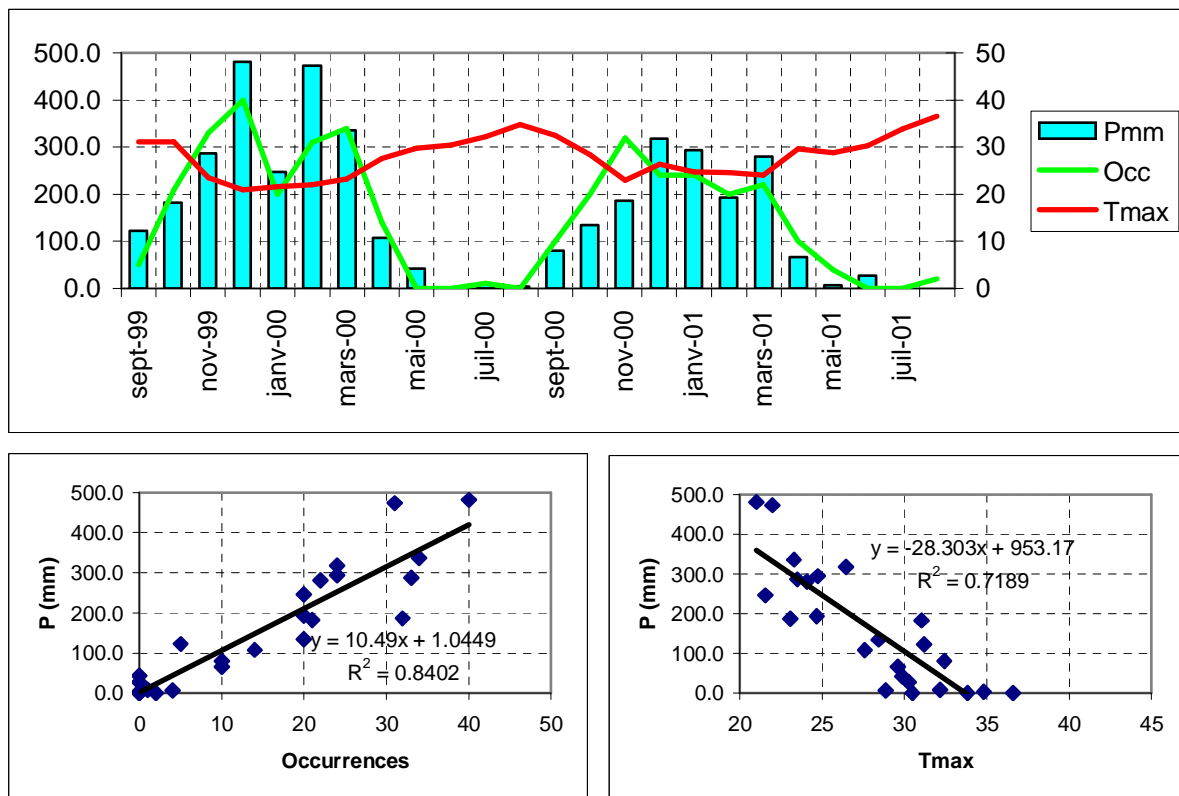 500.0
400.0
300.0
200.0
100.0
0.0
50
40
30
20
10
0
sept-99
nov-99
janv-00
mars-00
mai-00
juil-00
sept-00
nov-00
janv-01
mars-01
mai-01
juil-01
Pmm
Occ
Tmax
P (mm)
500.0
400.0
300.0
200.0
100.0
0.0
y = 10.49x + 1.0449
R² = 0.8402
0 10 20 30 40 50
Occurrences
P (mm)
500.0
400.0
300.0
200.0
100.0
0.0
y = -28.303x + 953.17
R² = 0.7189
20 25 30 35 40 45
Tmax